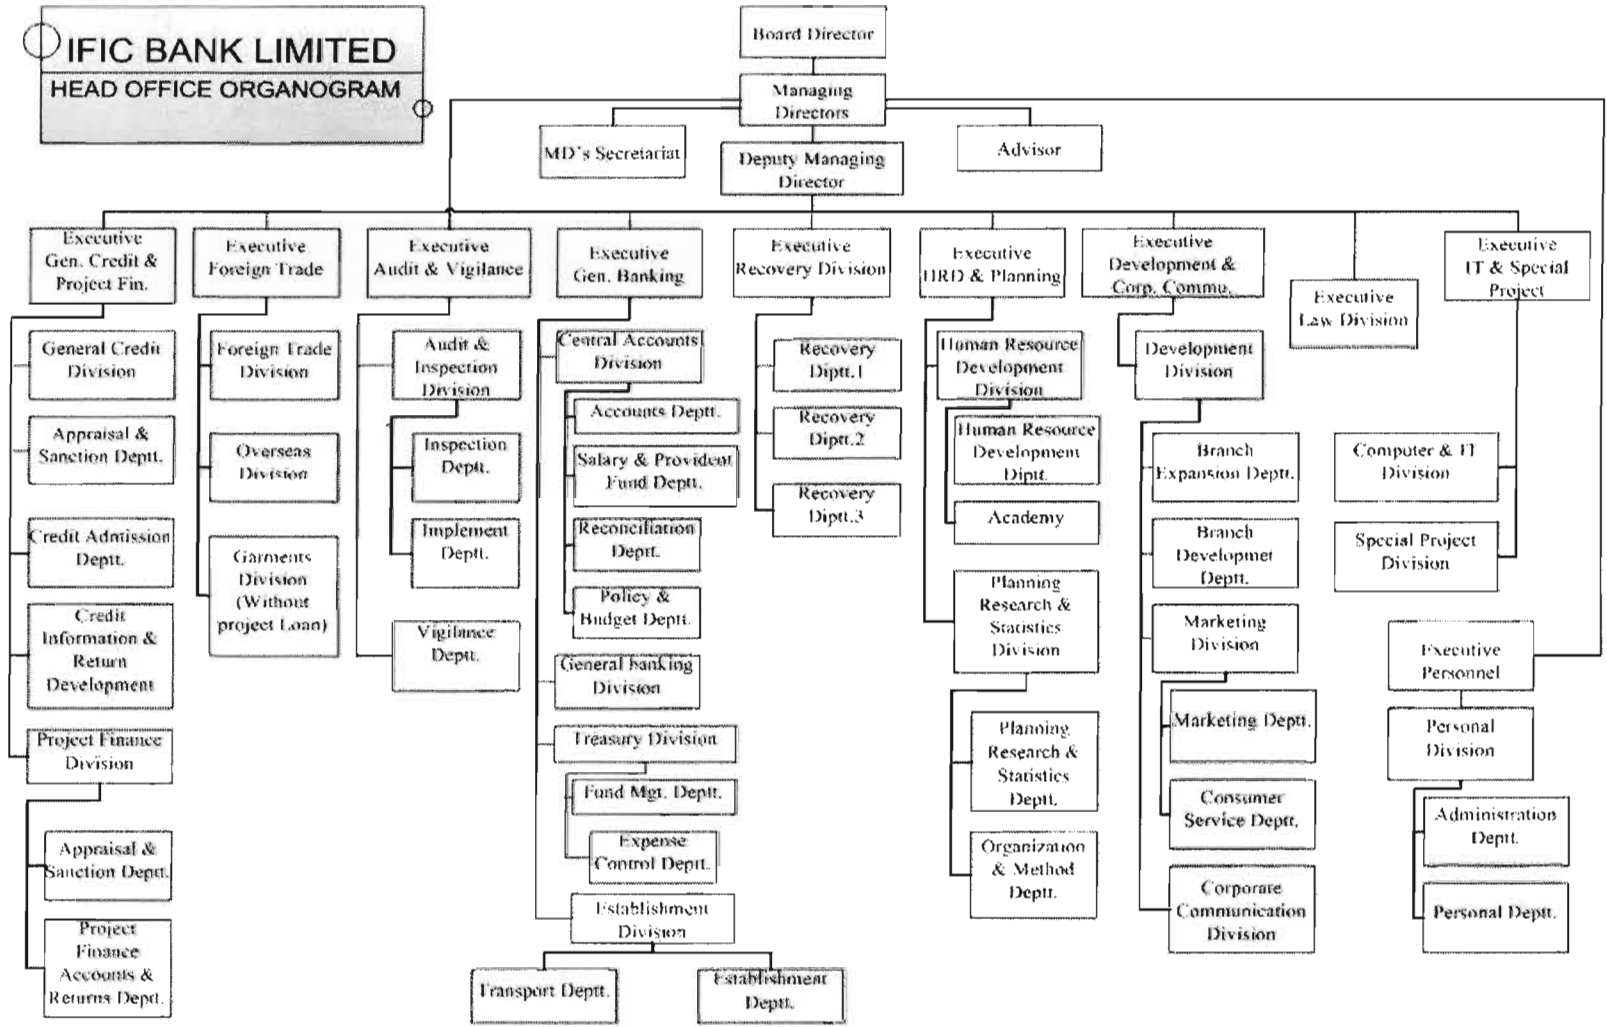 IFIC BANK LIMITED
HEAD OFFICE ORGANOGRAM
Board Director
Managing
Directors
MD's Secretariat
Advisor
Deputy Managing
Director
Executive
Gen. Credit &
Project Fin.
Executive
Foreign Trade
Executive
Audit & Vigilance
Executive
Gen. Banking
Executive
Recovery Division
Executive
HRD & Planning
Executive
Development &
Corp. Commu.
Executive
Law Division
Executive
IT & Special
Project
General Credit
Division
Appraisal &
Sanction Deptt.
Credit Admission
Deptt.
Credit
Information &
Return
Development
Project Finance
Division
Appraisal &
Sanction Deptt.
Project
Finance
Accounts &
Returns Deptt.
Foreign Trade
Division
Overseas
Division
Garments
Division
(Without
project Loan)
Audit &
Inspection
Division
Inspection
Deptt.
Implement
Deptt.
Vigilance
Deptt.
Central Accounts
Division
Accounts Deptt.
Salary & Provident
Fund Deptt.
Reconciliation
Deptt.
Policy &
Budget Deptt.
General banking
Division
Treasury Division
Fund Mgt. Deptt.
Expense
Control Deptt.
Establishment
Division
Transport Deptt.
Establishment
Deptt.
Recovery
Diptt.1
Recovery
Diptt.2
Recovery
Diptt.3
Human Resource
Development
Division
Human Resource
Development
Diptt.
Academy
Planning
Research &
Statistics
Division
Planning
Research &
Statistics
Deptt.
Organization
& Method
Deptt.
Development
Division
Branch
Expansion Deptt.
Branch
Developmet
Deptt.
Marketing
Division
Marketing Deptt.
Consumer
Service Deptt.
Corporate
Communication
Division
Computer & IT
Division
Special Project
Division
Executive
Personnel
Personal
Division
Administration
Deptt.
Personal Deptt.